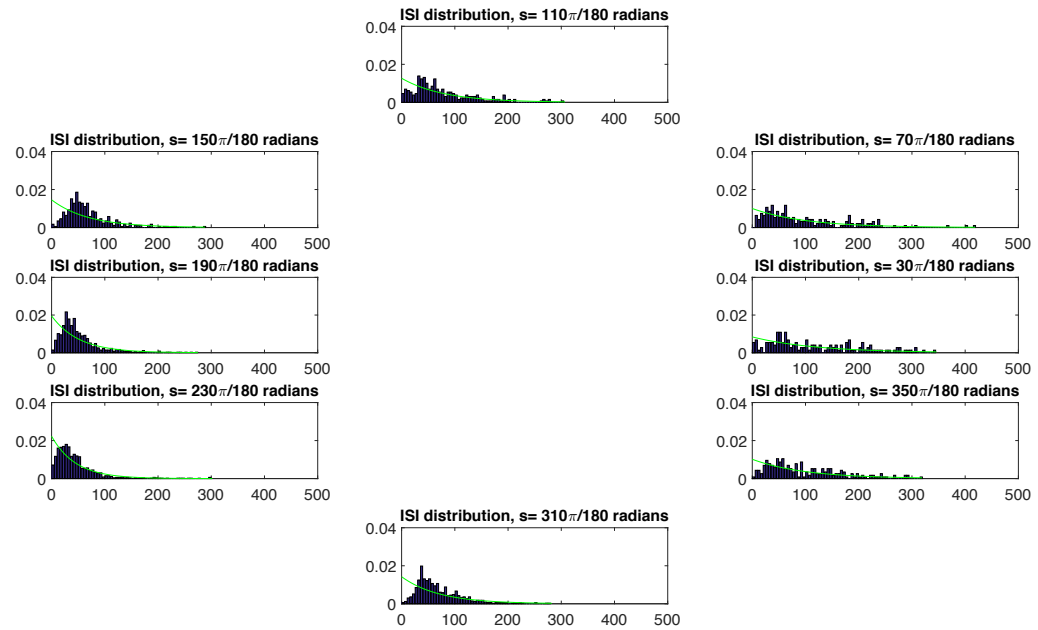 ISI distribution, s= 110π/180 radians
0.04
0.02
0
0 100 200 300 400 500
ISI distribution, s= 150π/180 radians
0.04
0.02
0
0 100 200 300 400 500
ISI distribution, s= 70π/180 radians
0.04
0.02
0
0 100 200 300 400 500
ISI distribution, s= 190π/180 radians
0.04
0.02
0
0 100 200 300 400 500
ISI distribution, s= 30π/180 radians
0.04
0.02
0
0 100 200 300 400 500
ISI distribution, s= 230π/180 radians
0.04
0.02
0
0 100 200 300 400 500
ISI distribution, s= 350π/180 radians
0.04
0.02
0
0 100 200 300 400 500
ISI distribution, s= 310π/180 radians
0.04
0.02
0
0 100 200 300 400 500